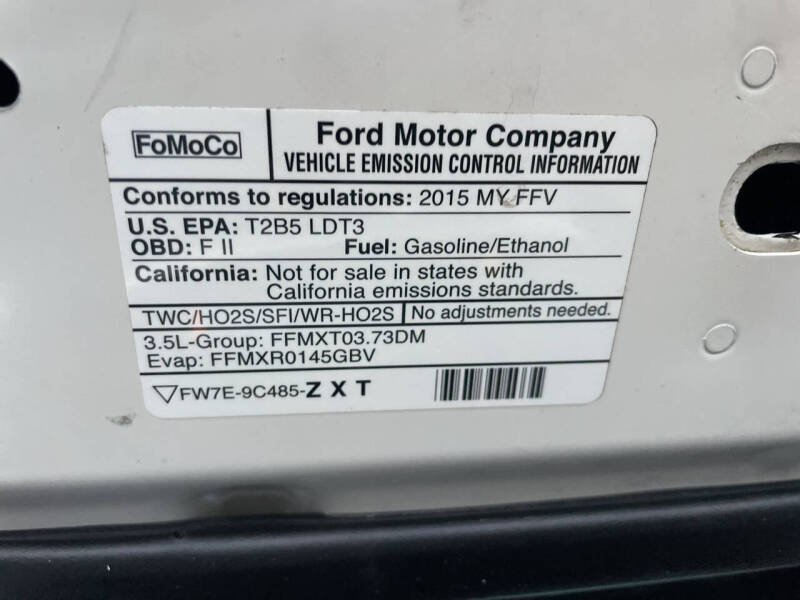 FoMoCo
Ford Motor Company
VEHICLE EMISSION CONTROL INFORMATION
Conforms to regulations: 2015 MY FFV
U.S. EPA: T2B5 LDT3
OBD: F II Fuel: Gasoline/Ethanol
California: Not for sale in states with
California emissions standards.
TWC/HO2S/SFI/WR-HO2S No adjustments needed.
3.5L-Group: FFMXT03.73DM
Evap: FFMXR0145GBV
FW7E-9C485-Z X T